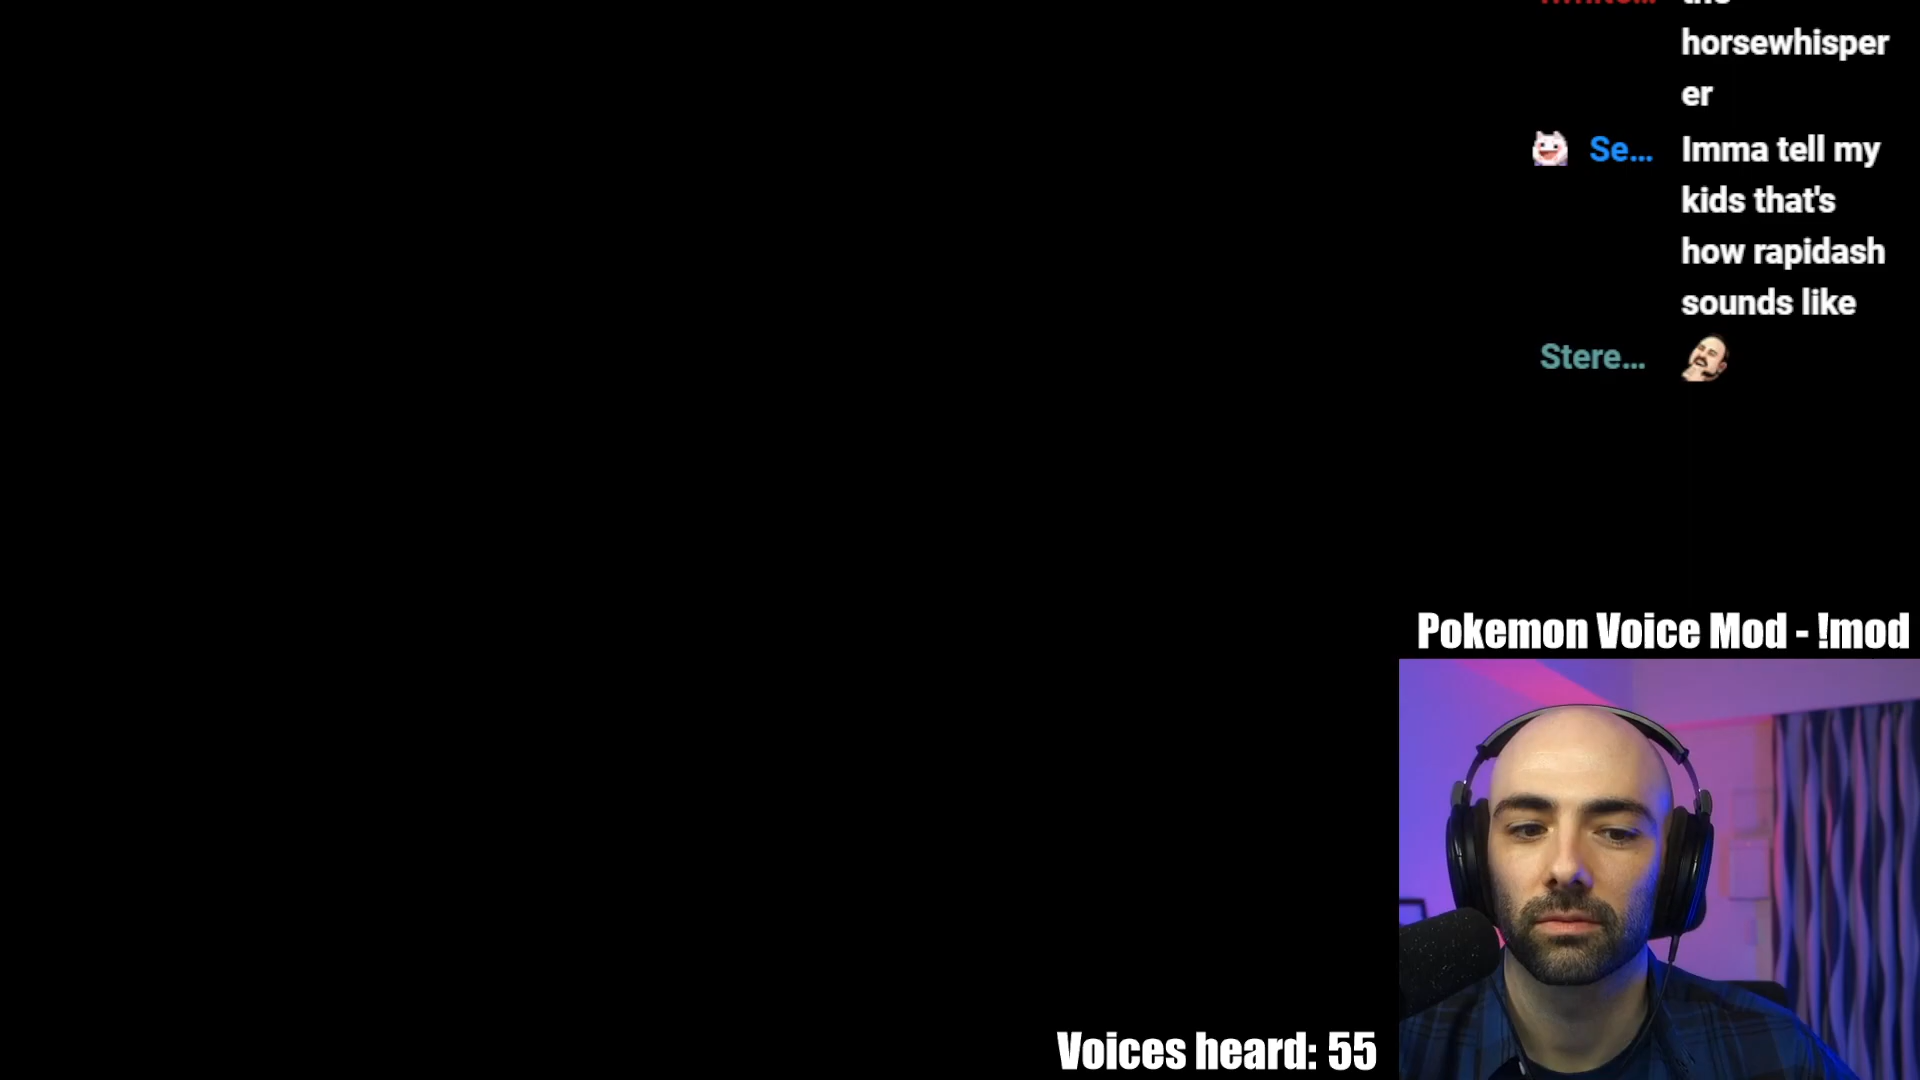 horsewhisper
er
Se... Imma tell my
kids that's
how rapidash
sounds like
Stere...
Pokemon Voice Mod - !mod
Voices heard: 55